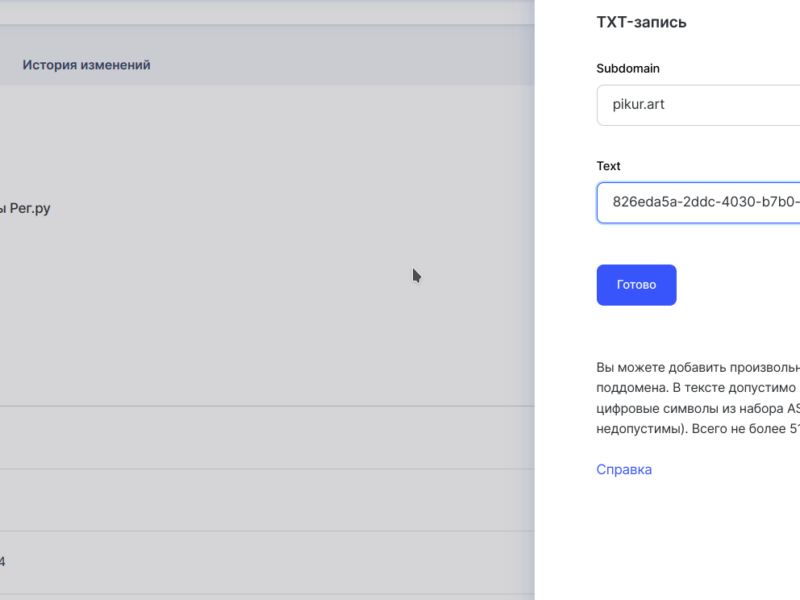 История изменений
ы Рег.ру
4
TXT-запись
Subdomain
pikur.art
Text
826eda5a-2ddc-4030-b7b0-
Готово
Вы можете добавить произволь
поддомена. В тексте допустимо
цифровые символы из набора AS
недопустимы). Всего не более 51
Справка